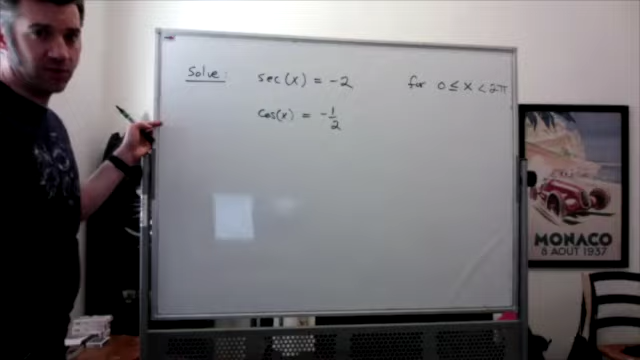 Solve: sec(x) = -2 for 0 ≤ x < 2π
cos(x) = -1/2
MONACO
8 AOUT 1937